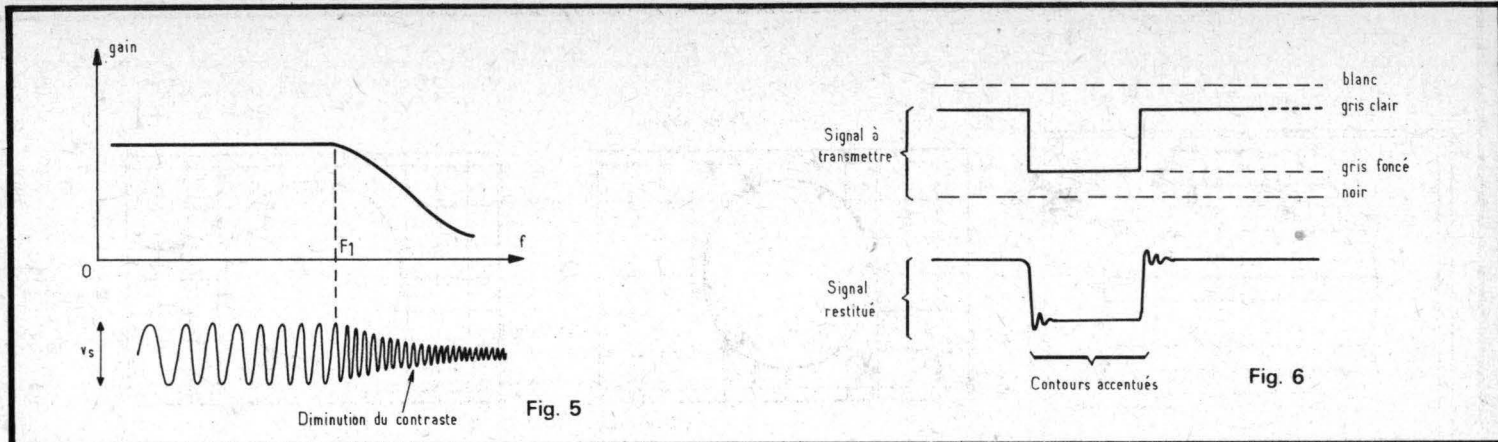 gain
F1
f
0
vs
Diminution du contraste
Fig. 5
blanc
gris clair
Signal à
transmettre
gris foncé
noir
Signal
restitué
Contours accentués
Fig. 6